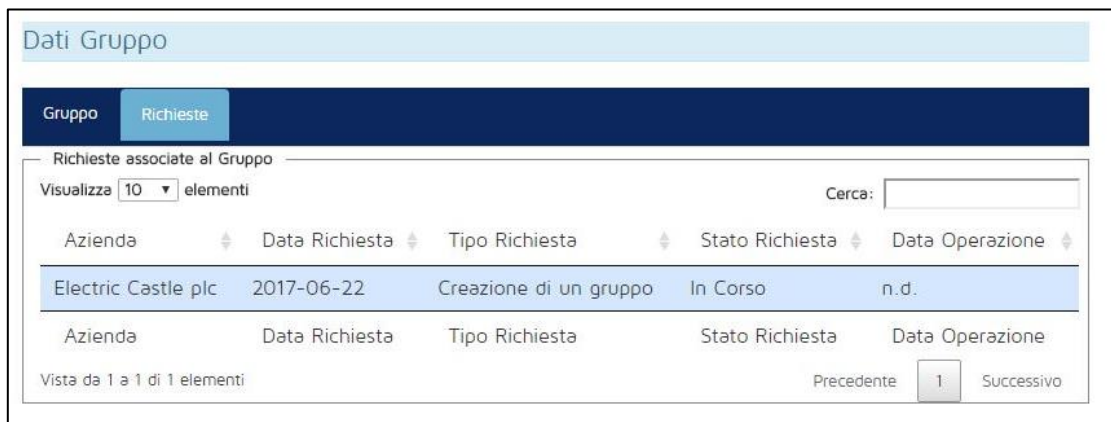 Dati Gruppo
Gruppo Richieste
Richieste associate al Gruppo
Visualizza 10 elementi Cerca:
Azienda Data Richiesta Tipo Richiesta Stato Richiesta Data Operazione
Electric Castle plc 2017-06-22 Creazione di un gruppo In Corso n.d.
Azienda Data Richiesta Tipo Richiesta Stato Richiesta Data Operazione
Vista da 1 a 1 di 1 elementi Precedente 1 Successivo